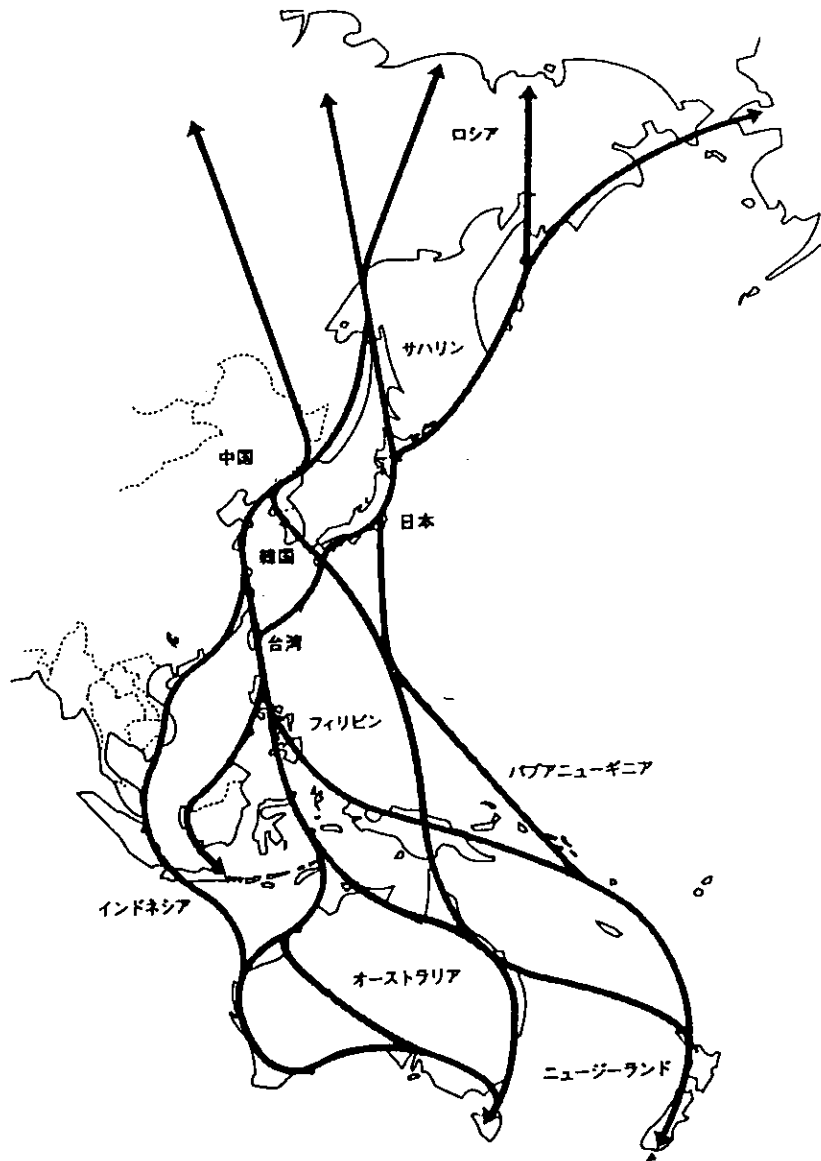 ロシア
サハリン
中国
日本
韓国
台湾
フィリピン
パプアニューギニア
インドネシア
オーストラリア
ニュージーランド